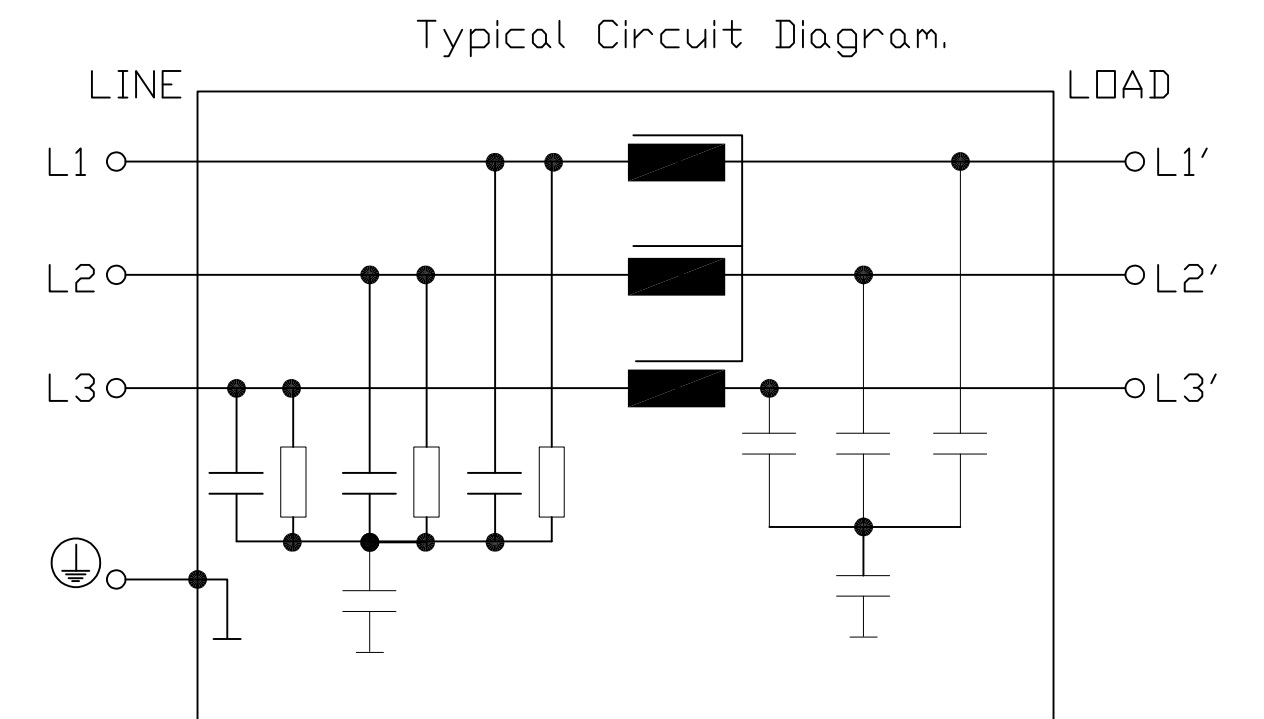 Typical Circuit Diagram.
LINE
LOAD
L1
L1'
L2
L2'
L3
L3'